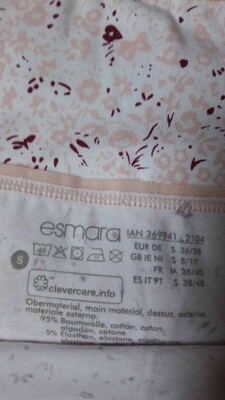 esmara IAN 369941_2104
EUR DE S 36/38
GB IE NI S 8/10
FR M 38/40
ES IT PT S 38/40
40
S
clevercare.info
Obermaterial, main material, dessus, exterior,
materiale esterno:
95% Baumwolle, cotton, coton,
algodón, cotone
5% Elasthan, elastane, élasthanne,